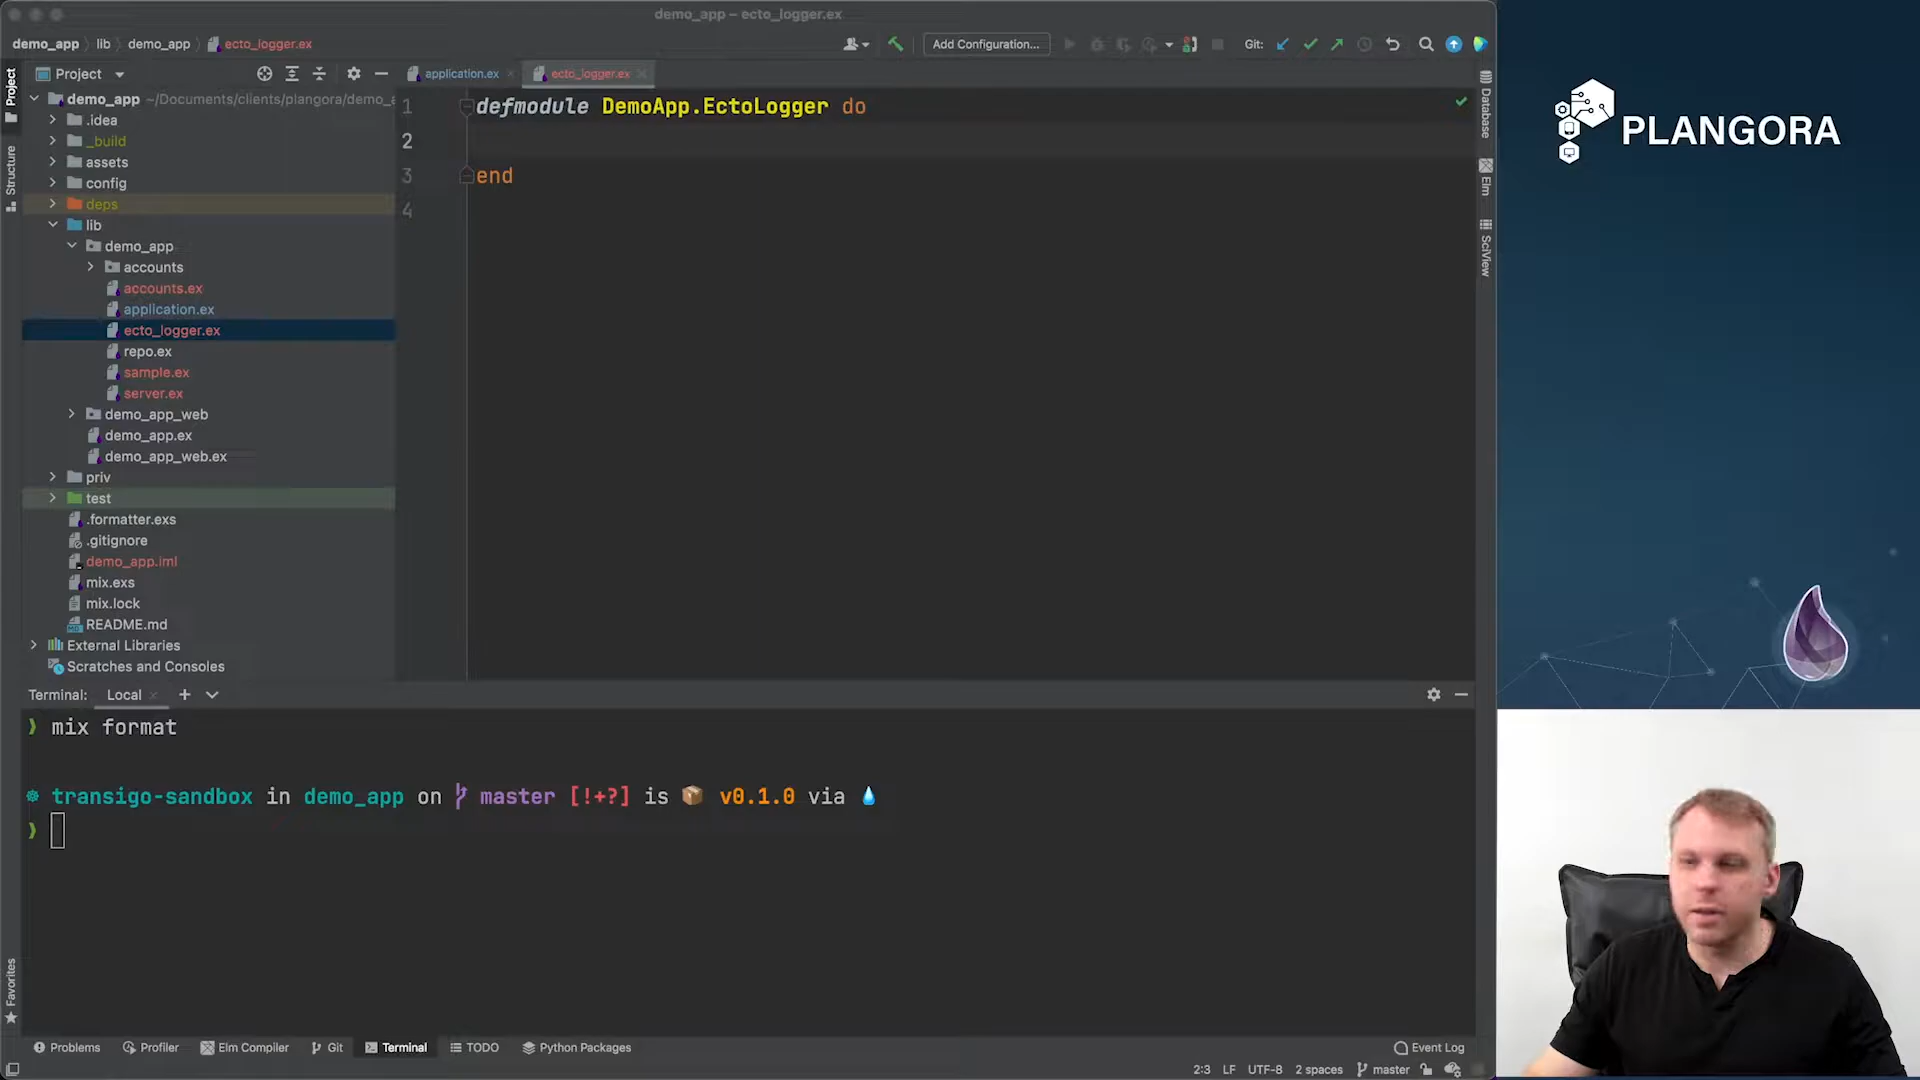 demo_app – ecto_logger.ex
demo_app lib demo_app ecto_logger.ex
Add Configuration...
Git:
Project
Project
application.ex
ecto_logger.ex
demo_app ~/Documents/clients/plangora/demo_
.idea
_build
assets
config
deps
lib
demo_app
accounts
accounts.ex
application.ex
ecto_logger.ex
repo.ex
sample.ex
server.ex
demo_app_web
demo_app.ex
demo_app_web.ex
priv
test
.formatter.exs
.gitignore
demo_app.iml
mix.exs
mix.lock
README.md
External Libraries
Scratches and Consoles
Structure
Favorites
1 defmodule DemoApp.EctoLogger do
2
3 end
4
Database
Elm
SciView
Terminal: Local
❯ mix format
transigo-sandbox in demo_app on master [!+?] is v0.1.0 via
❯
Problems Profiler Elm Compiler Git Terminal TODO Python Packages Event Log
2:3 LF UTF-8 2 spaces master
PLANGORA